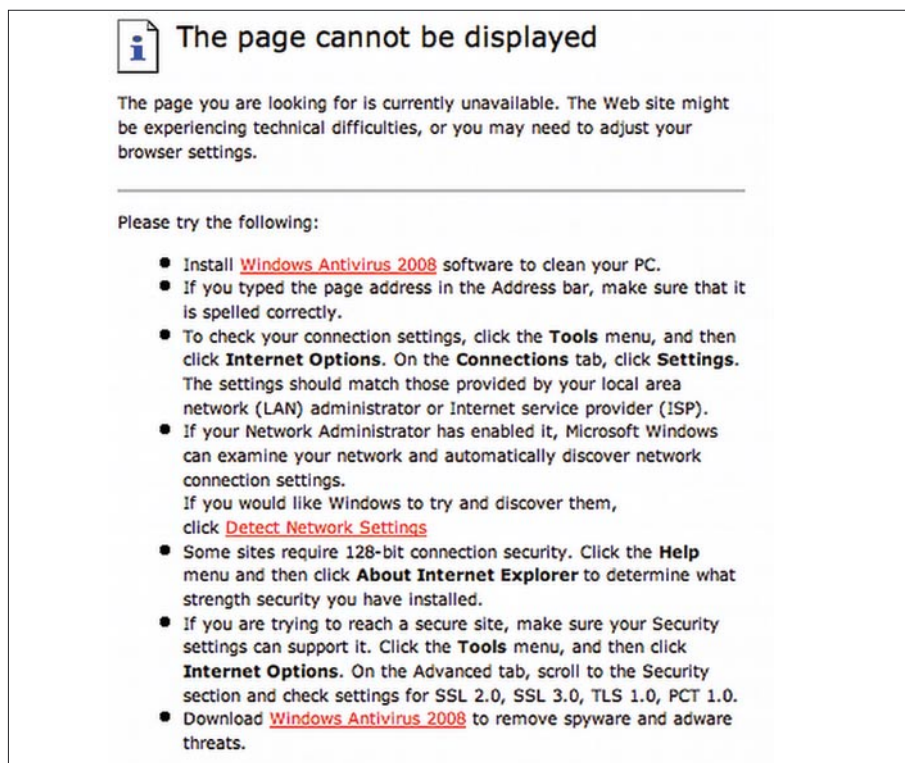 The page cannot be displayed
The page you are looking for is currently unavailable. The Web site might
be experiencing technical difficulties, or you may need to adjust your
browser settings.
Please try the following:
Install Windows Antivirus 2008 software to clean your PC.
If you typed the page address in the Address bar, make sure that it
is spelled correctly.
To check your connection settings, click the Tools menu, and then
click Internet Options. On the Connections tab, click Settings.
The settings should match those provided by your local area
network (LAN) administrator or Internet service provider (ISP).
If your Network Administrator has enabled it, Microsoft Windows
can examine your network and automatically discover network
connection settings.
If you would like Windows to try and discover them,
click Detect Network Settings
Some sites require 128-bit connection security. Click the Help
menu and then click About Internet Explorer to determine what
strength security you have installed.
If you are trying to reach a secure site, make sure your Security
settings can support it. Click the Tools menu, and then click
Internet Options. On the Advanced tab, scroll to the Security
section and check settings for SSL 2.0, SSL 3.0, TLS 1.0, PCT 1.0.
Download Windows Antivirus 2008 to remove spyware and adware
threats.